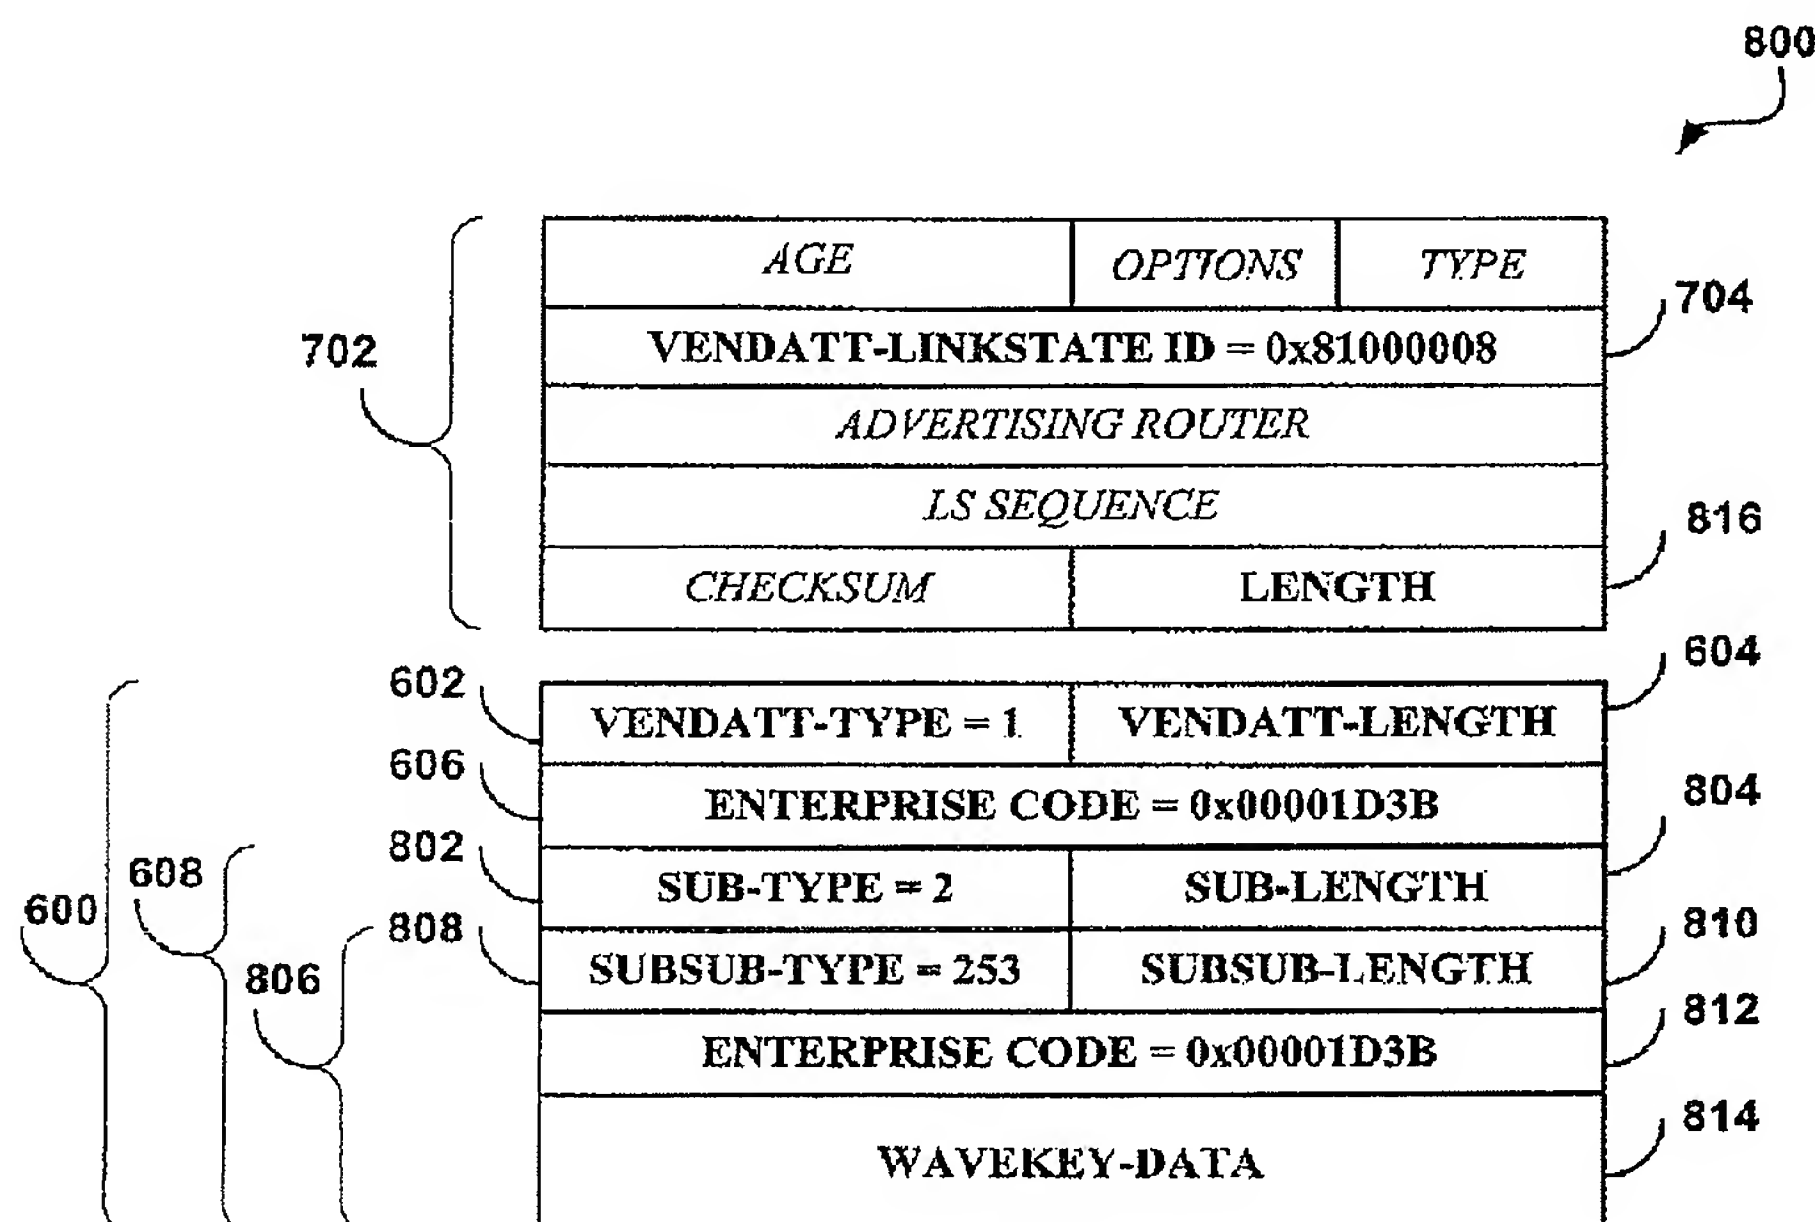 800
AGE OPTIONS TYPE
704
VENDATT-LINKSTATE ID = 0x81000008
702
ADVERTISING ROUTER
LS SEQUENCE
816
CHECKSUM LENGTH
604
602
VENDATT-TYPE = 1 VENDATT-LENGTH
606
ENTERPRISE CODE = 0x00001D3B
804
802
SUB-TYPE = 2 SUB-LENGTH
608
600
808
810
SUBSUB-TYPE = 253 SUBSUB-LENGTH
806
812
ENTERPRISE CODE = 0x00001D3B
814
WAVEKEY-DATA